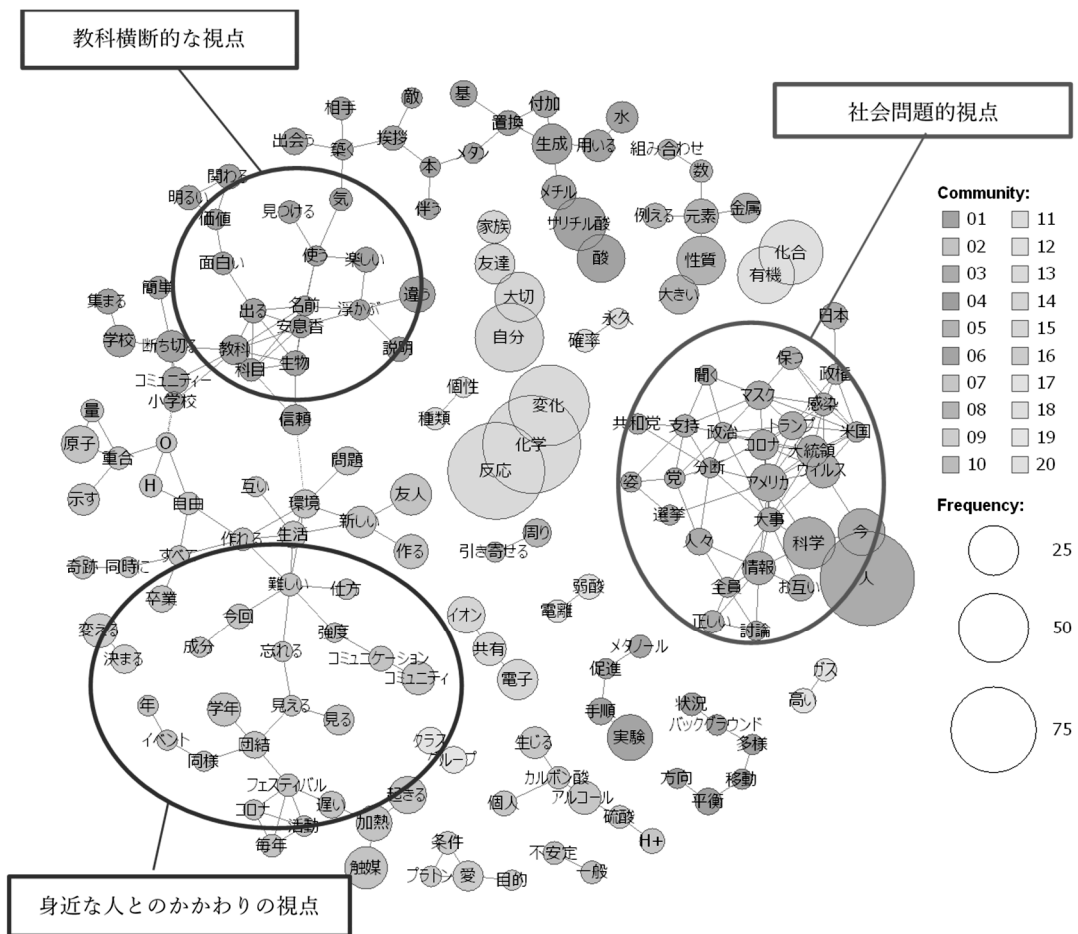 教科横断的な視点
社会問題的視点
相手
敵
基
付加
水
出会う
築く
挨拶
置換
生成
用いる
組み合わせ
本
メタン
数
関わる
明るい
価値
見つける
気
伴う
メチル
サリチル酸
例える
元素
金属
家族
面白い
使う
楽しい
友達
酸
性質
化合
有機
簡単
集まる
出る
名前
安息香
浮かぶ
違う
大切
大きい
学校
断ち切る
教科
科目
生物
説明
自分
永久
確率
日本
コミュニティー
小学校
信頼
個性
種類
変化
化学
反応
聞く
保つ
政権
マスク
感染
共和党
支持
政治
トランプ
米国
コロナ
大統領
分断
ウイルス
姿
党
アメリカ
選挙
大事
人々
科学
今
人
情報
全員
お互い
正しい
討論
量
原子
重合
O
H
示す
自由
問題
互い
環境
新しい
友人
作れる
生活
作る
周り
引き寄せる
奇跡
同時に
すべて
卒業
難しい
仕方
弱酸
電離
変える
決まる
今回
成分
強度
忘れる
コミュニケーション
コミュニティ
イオン
共有
電子
メタノール
促進
手順
実験
ガス
高い
年
学年
見える
見る
イベント
同様
団結
クラス
グループ
生じる
状況
バックグラウンド
多様
移動
方向
平衡
フェスティバル
コロナ
遅い
起きる
活動
毎年
加熱
触媒
カルボン酸
個人
アルコール
硫酸
H+
条件
プラトン
愛
目的
不安定
一般
身近な人とのかかわりの視点
Community:
01 11
02 12
03 13
04 14
05 15
06 16
07 17
08 18
09 19
10 20
Frequency:
25
50
75